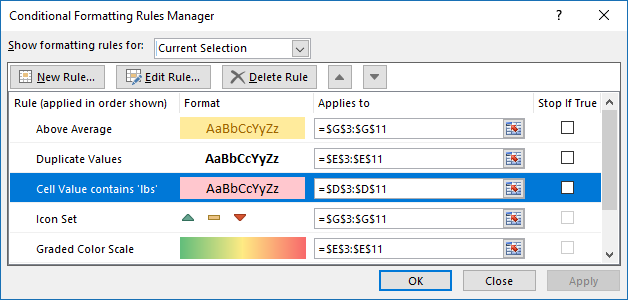 Conditional Formatting Rules Manager
Show formatting rules for: Current Selection
New Rule... Edit Rule... Delete Rule
Rule (applied in order shown) Format Applies to Stop If True
Above Average AaBbCcYyZz =$G$3:$G$11
Duplicate Values AaBbCcYyZz =$E$3:$E$11
Cell Value contains 'lbs' AaBbCcYyZz =$D$3:$D$11
Icon Set =$G$3:$G$11
Graded Color Scale =$E$3:$E$11
OK Close Apply